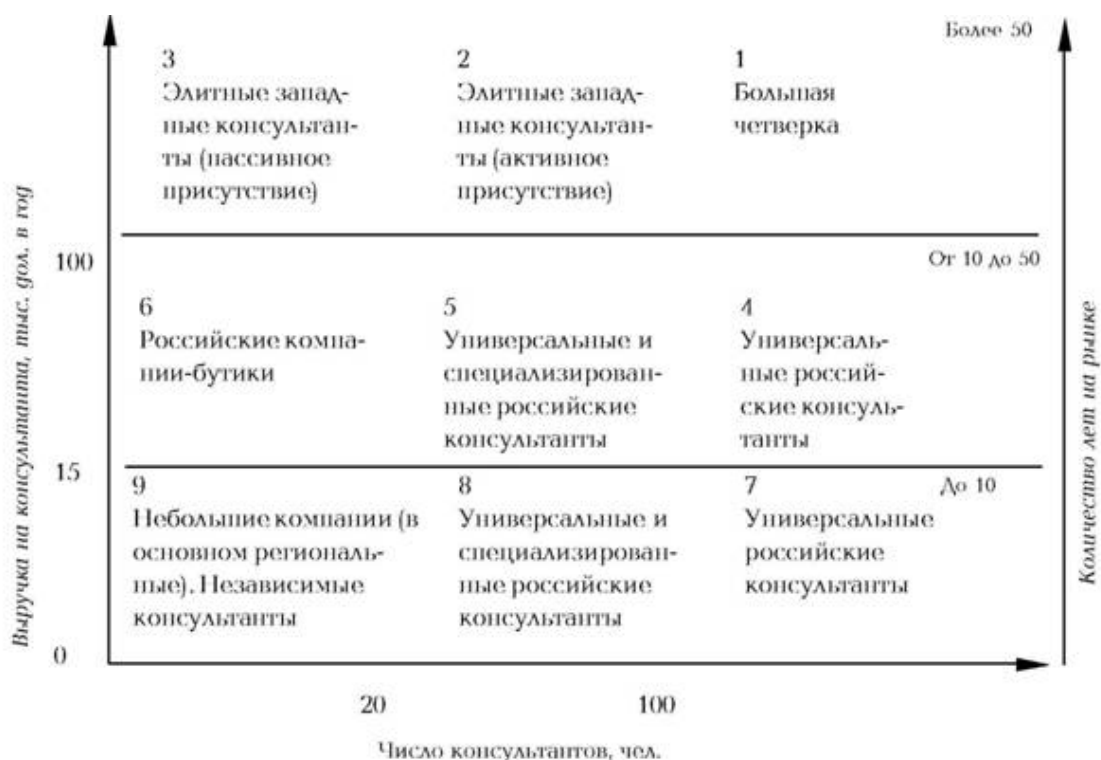 Более 50
3
Элитные запад-
ные консультан-
ты (пассивное
присутствие)
2
Элитные запад-
ные консультан-
ты (активное
присутствие)
1
Большая
четверка
Выручка на консультанта, тыс. дол. в год
100
От 10 до 50
6
Российские компа-
нии-бутики
5
Универсальные и
специализирован-
ные российские
консультанты
4
Универсаль-
ные россий-
ские консуль-
танты
Количество лет на рынке
15
9
Небольшие компании (в
основном региональ-
ные). Независимые
консультанты
8
Универсальные и
специализирован-
ные российские
консультанты
7
Универсальные
российские
консультанты
До 10
0
20
100
Число консультантов, чел.